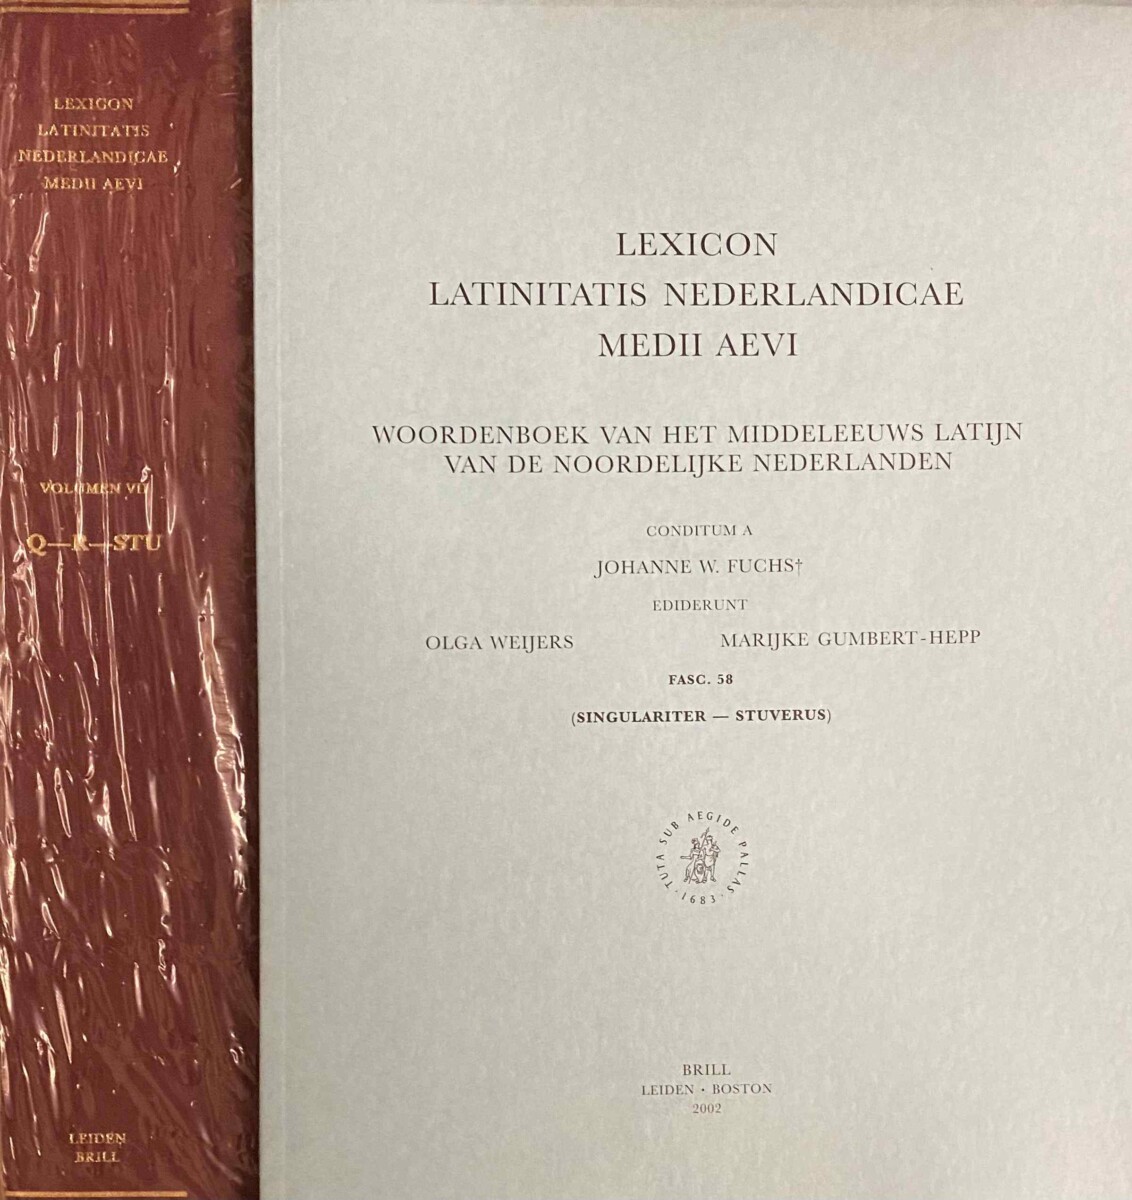 LEXICON
LATINITATIS
NEDERLANDICAE
MEDII AEVI
VOLUMEN VII
Q—R—STU
LEIDEN
BRILL
LEXICON
LATINITATIS NEDERLANDICAE
MEDII AEVI
WOORDENBOEK VAN HET MIDDELEEUWS LATIJN
VAN DE NOORDELIJKE NEDERLANDEN
CONDITUM A
JOHANNE W. FUCHS†
EDIDERUNT
OLGA WEIJERS MARIJKE GUMBERT-HEPP
FASC. 58
(SINGULARITER — STUVERUS)
TUTA SUB AEGIDE PALLAS · 1683 ·
BRILL
LEIDEN · BOSTON
2002